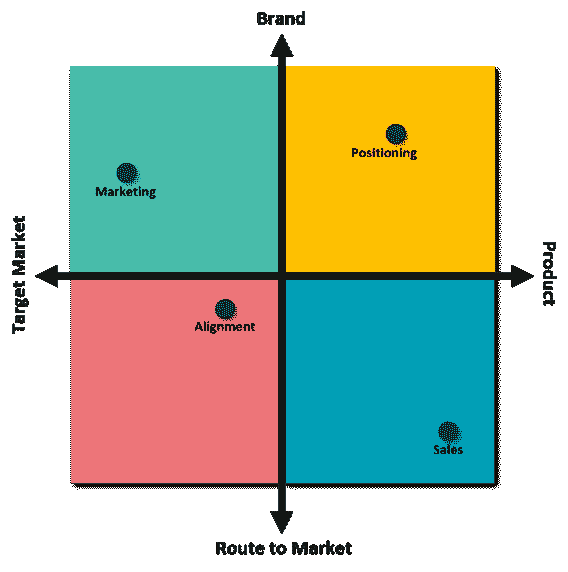 Brand
Positioning
Marketing
Target Market
Product
Alignment
Sales
Route to Market